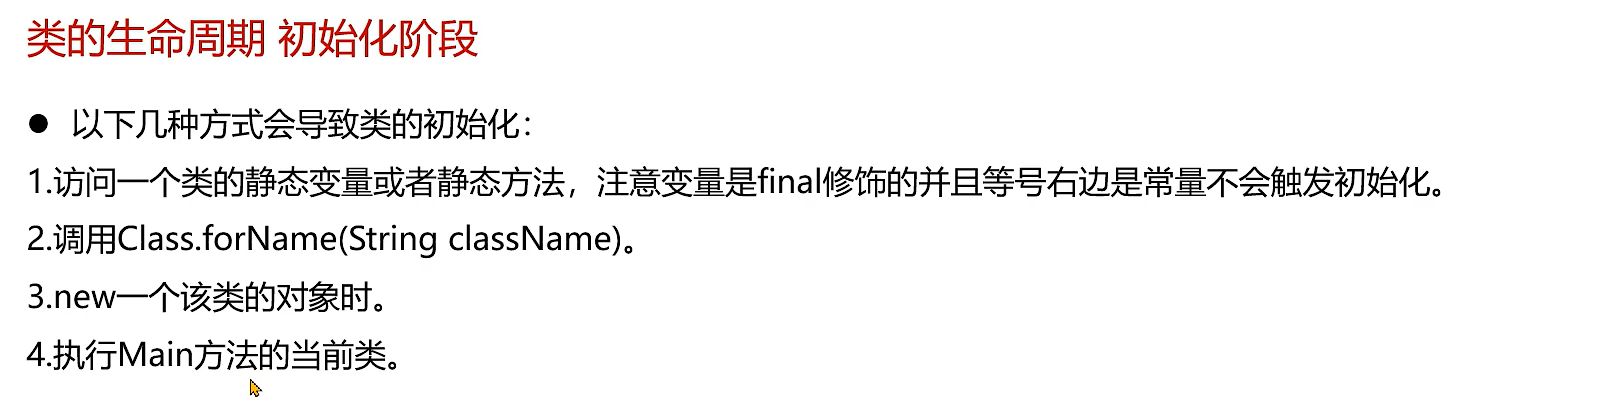 类的生命周期 初始化阶段
● 以下几种方式会导致类的初始化：
1.访问一个类的静态变量或者静态方法，注意变量是final修饰的并且等号右边是常量不会触发初始化。
2.调用Class.forName(String className)。
3.new一个该类的对象时。
4.执行Main方法的当前类。